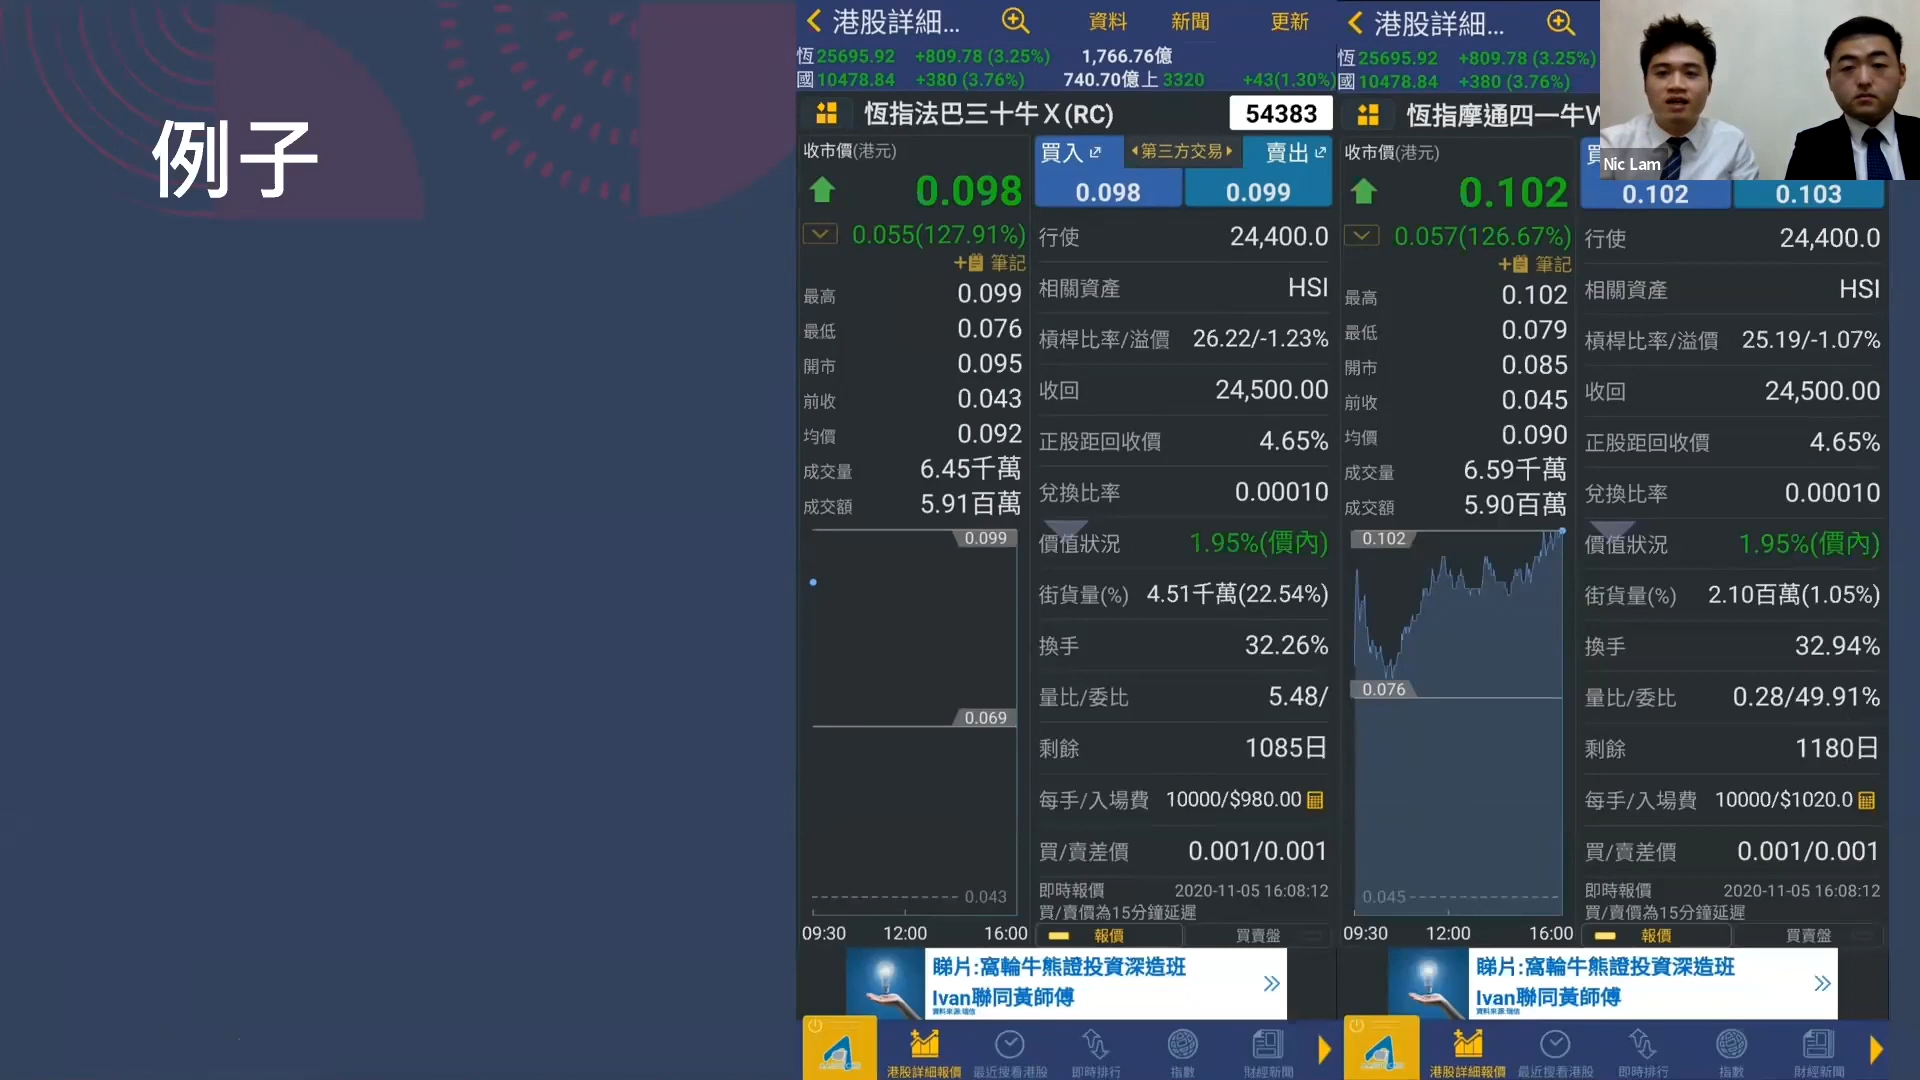 例子
港股詳細...
資料
新聞
更新
恆 25695.92 +809.78 (3.25%) 1,766.76億
國 10478.84 +380 (3.76%) 740.70億 上 3320 +43(1.30%)
恆指法巴三十牛X(RC)
54383
收市價(港元)
0.098
0.055(127.91%)
筆記
最高 0.099
最低 0.076
開市 0.095
前收 0.043
均價 0.092
成交量 6.45千萬
成交額 5.91百萬
0.099
0.069
0.043
09:30 12:00 16:00
買入 第三方交易 賣出
0.098 0.099
行使 24,400.0
相關資產 HSI
槓桿比率/溢價 26.22/-1.23%
收回 24,500.00
正股距回收價 4.65%
兌換比率 0.00010
價值狀況 1.95%(價內)
街貨量(%) 4.51千萬(22.54%)
換手 32.26%
量比/委比 5.48/
剩餘 1085日
每手/入場費 10000/$980.00
買/賣差價 0.001/0.001
即時報價 2020-11-05 16:08:12
買/賣價為15分鐘延遲
報價 買賣盤
睇片:窩輪牛熊證投資深造班
Ivan聯同黃師傅
資料來源:瑞信
港股詳細報價 最近搜看港股 即時排行 指數 財經新聞
港股詳細...
恆 25695.92 +809.78 (3.25%)
國 10478.84 +380 (3.76%)
恆指摩通四一牛W
收市價(港元)
0.102
0.057(126.67%)
筆記
最高 0.102
最低 0.079
開市 0.085
前收 0.045
均價 0.090
成交量 6.59千萬
成交額 5.90百萬
0.102
0.076
0.045
09:30 12:00 16:00
0.102 0.103
行使 24,400.0
相關資產 HSI
槓桿比率/溢價 25.19/-1.07%
收回 24,500.00
正股距回收價 4.65%
兌換比率 0.00010
價值狀況 1.95%(價內)
街貨量(%) 2.10百萬(1.05%)
換手 32.94%
量比/委比 0.28/49.91%
剩餘 1180日
每手/入場費 10000/$1020.0
買/賣差價 0.001/0.001
即時報價 2020-11-05 16:08:12
買/賣價為15分鐘延遲
報價 買賣盤
睇片:窩輪牛熊證投資深造班
Ivan聯同黃師傅
資料來源:瑞信
港股詳細報價 最近搜看港股 即時排行 指數 財經新聞
Nic Lam